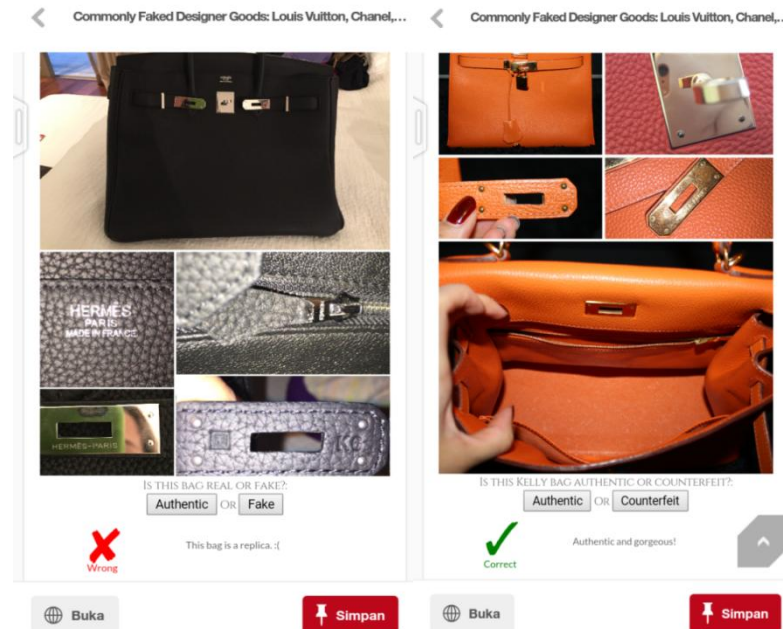 Commonly Faked Designer Goods: Louis Vuitton, Chanel,...
HERMÈS
PARIS
MADE IN FRANCE
HERMÈS-PARIS
IS THIS BAG REAL OR FAKE?:
Authentic OR Fake
Wrong
This bag is a replica. :(
Buka
Simpan
Commonly Faked Designer Goods: Louis Vuitton, Chanel,...
IS THIS KELLY BAG AUTHENTIC OR COUNTERFEIT?:
Authentic OR Counterfeit
Correct
Authentic and gorgeous!
Buka
Simpan